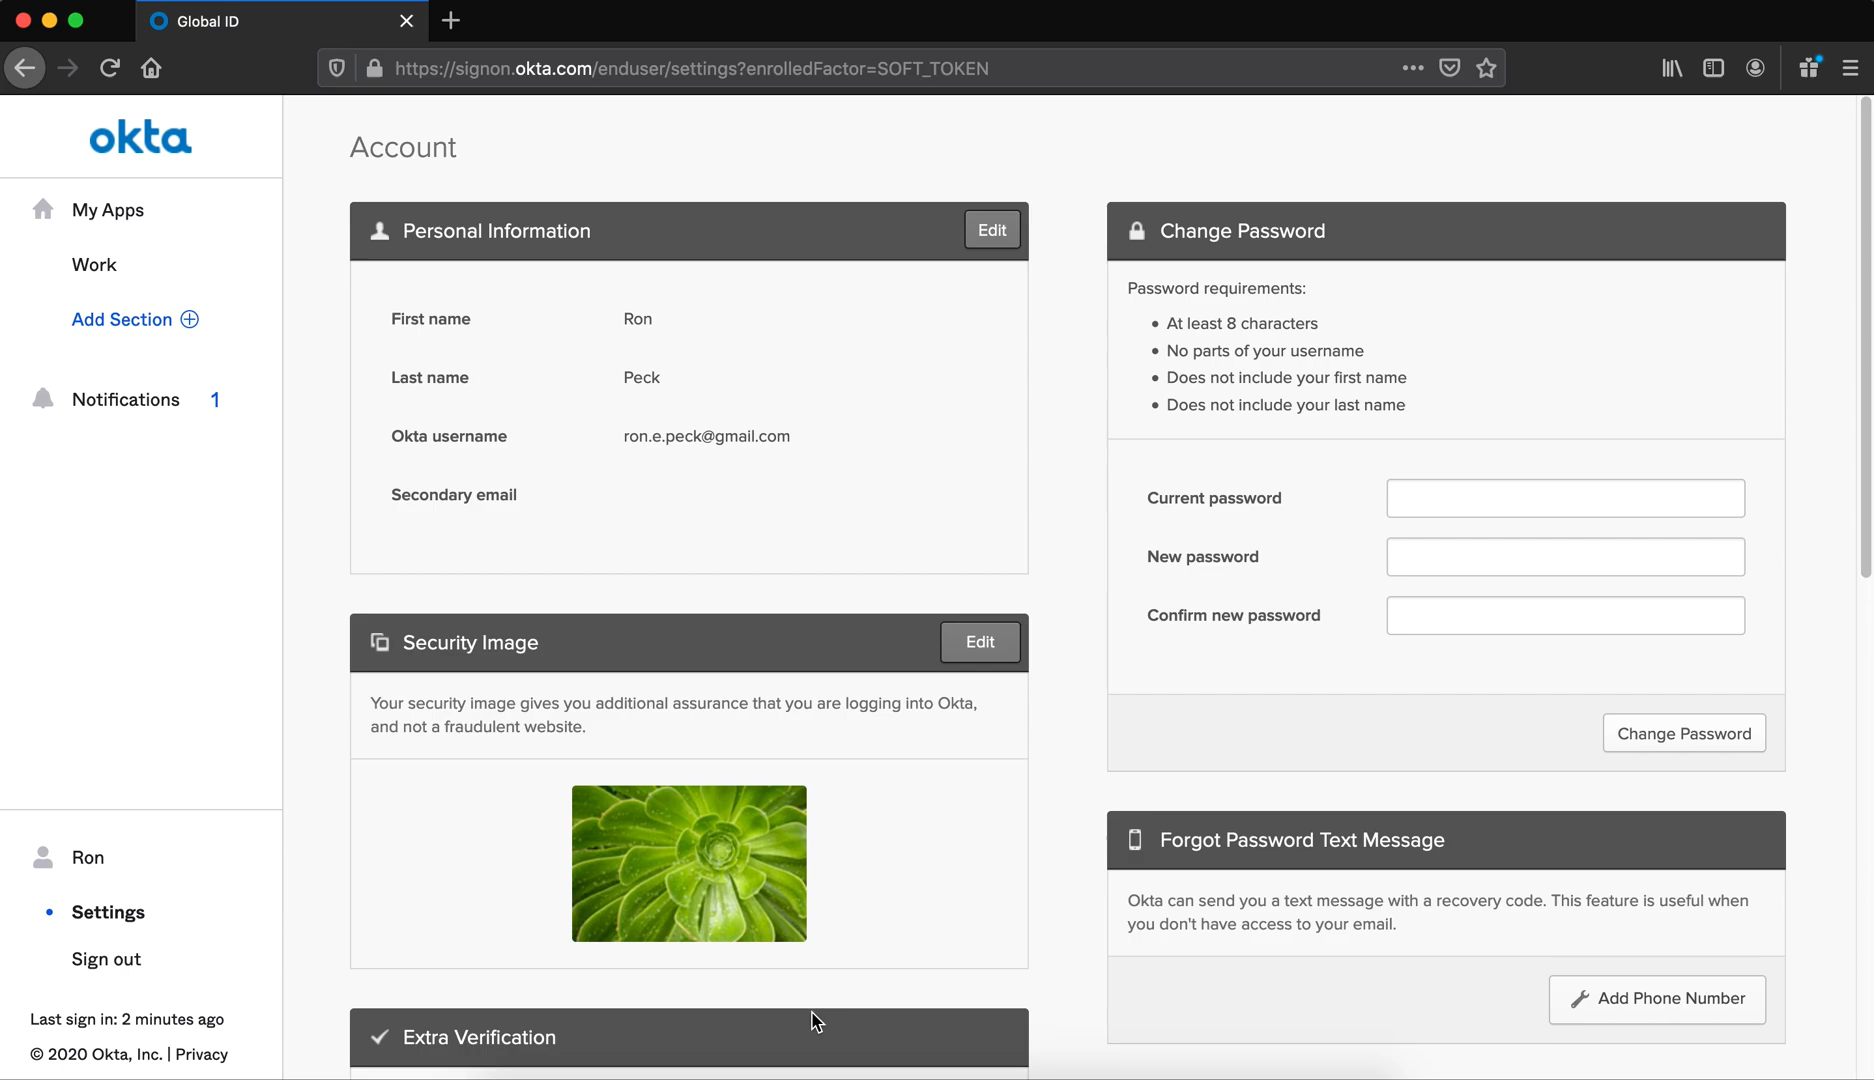 Global ID
https://signon.okta.com/enduser/settings?enrolledFactor=SOFT_TOKEN
okta
My Apps
Work
Add Section
Notifications 1
Ron
Settings
Sign out
Last sign in: 2 minutes ago
© 2020 Okta, Inc. | Privacy
Account
Personal Information
Edit
First name Ron
Last name Peck
Okta username ron.e.peck@gmail.com
Secondary email
Security Image
Edit
Your security image gives you additional assurance that you are logging into Okta,
and not a fraudulent website.
Extra Verification
Change Password
Password requirements:
• At least 8 characters
• No parts of your username
• Does not include your first name
• Does not include your last name
Current password
New password
Confirm new password
Change Password
Forgot Password Text Message
Okta can send you a text message with a recovery code. This feature is useful when
you don't have access to your email.
Add Phone Number